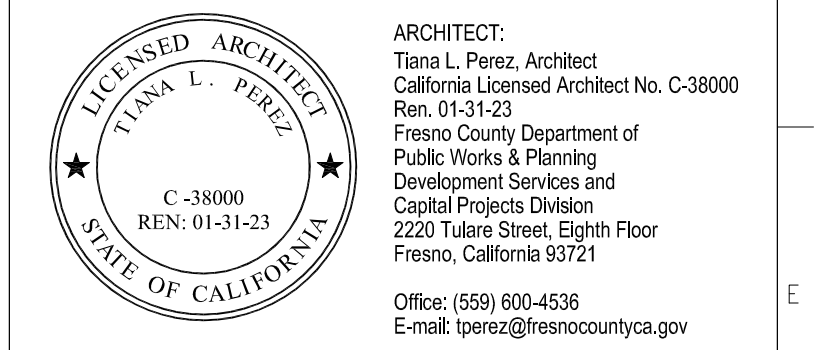 LICENSED ARCHITECT
TIANA L. PEREZ
C -38000
REN: 01-31-23
STATE OF CALIFORNIA
ARCHITECT:
Tiana L. Perez, Architect
California Licensed Architect No. C-38000
Ren. 01-31-23
Fresno County Department of
Public Works & Planning
Development Services and
Capital Projects Division
2220 Tulare Street, Eighth Floor
Fresno, California 93721
Office: (559) 600-4536
E-mail: tperez@fresnocountyca.gov
E